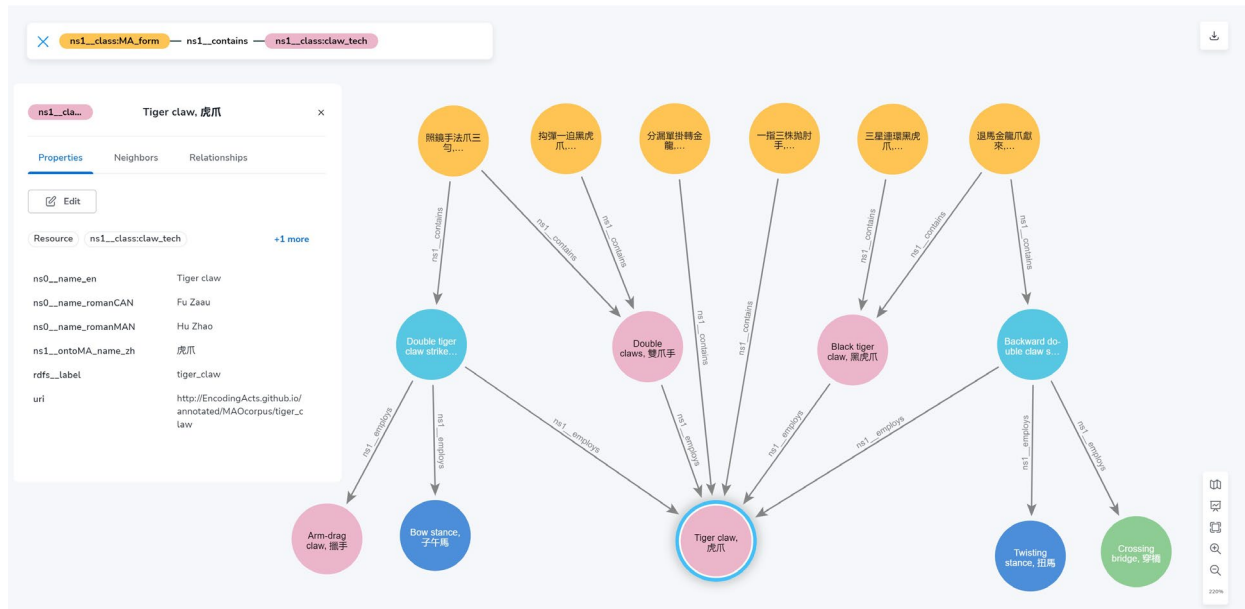 ns1__class:MA_form — ns1__contains — ns1__class:claw_tech
ns1__cla...
Tiger claw, 虎爪
Properties Neighbors Relationships
Edit
Resource ns1__class:claw_tech +1 more
ns0__name_en Tiger claw
ns0__name_romanCAN Fu Zaau
ns0__name_romanMAN Hu Zhao
ns1__ontoMA_name_zh 虎爪
rdfs__label tiger_claw
uri http://EncodingActs.github.io/
annotated/MAOcorpus/tiger_c
law
照鏡手法爪三
勻,...
拘彈一迫黑虎
爪,...
分漏單掛轉金
龍,...
一指三株拋肘
手,...
三星連環黑虎
爪,...
退馬金龍爪獻
來,...
ns1__contains
ns1__contains
ns1__contains
ns1__contains
ns1__contains
ns1__contains
ns1__contains
ns1__contains
Double tiger
claw strike...
Double
claws, 雙爪手
Black tiger
claw, 黑虎爪
Backward do-
uble claw s...
ns1__employs
ns1__employs
ns1__employs
ns1__employs
ns1__employs
ns1__employs
ns1__employs
ns1__employs
Arm-drag
claw, 搵手
Bow stance,
子午馬
Tiger claw,
虎爪
Twisting
stance, 扭馬
Crossing
bridge, 穿橋
220%